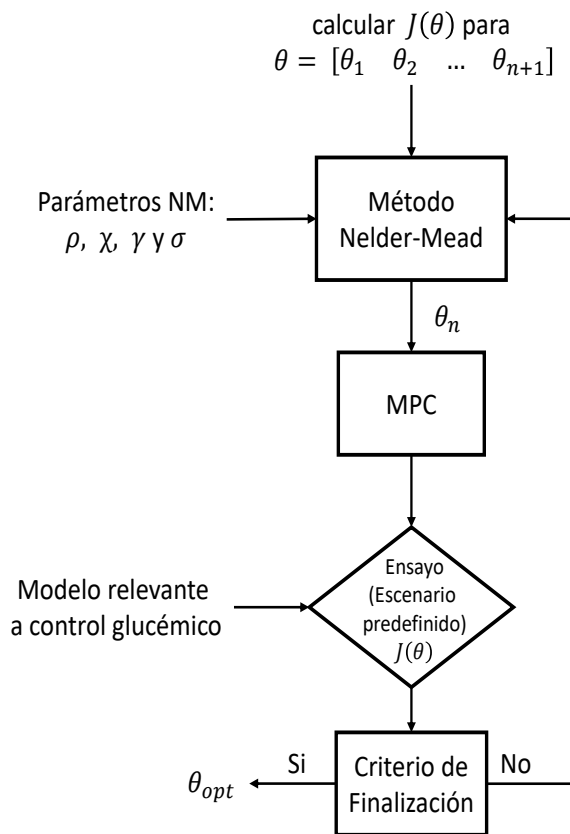 calcular J(θ) para
θ = [θ₁ θ₂ ... θₙ₊₁]
Parámetros NM:
ρ, χ, γ y σ
Método
Nelder-Mead
θₙ
MPC
Modelo relevante
a control glucémico
Ensayo
(Escenario
predefinido)
J(θ)
Si
Criterio de
Finalización
No
θₒₚₜ